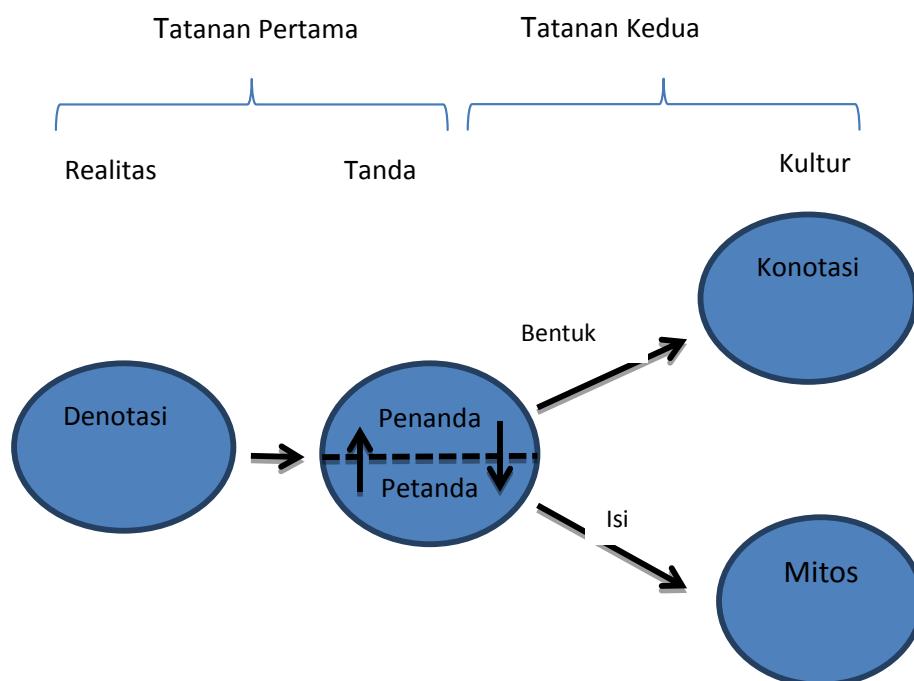 Tatanan Pertama
Tatanan Kedua
Realitas
Tanda
Kultur
Konotasi
Bentuk
Denotasi
Penanda
Petanda
Isi
Mitos